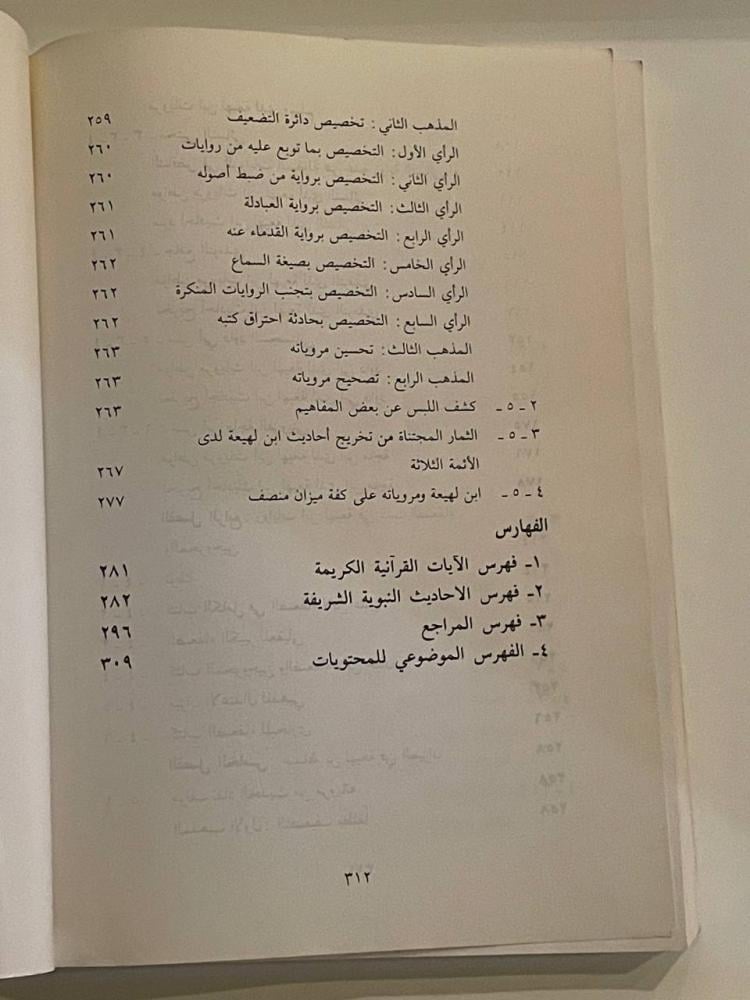 المذهب الثاني: تخصيص دائرة التضعيف ٢٥٩
الرأي الأول: التخصيص بما توبع عليه من روايات ٢٦٠
الرأي الثاني: التخصيص برواية من ضبط أصوله ٢٦٠
الرأي الثالث: التخصيص برواية العبادلة ٢٦١
الرأي الرابع: التخصيص برواية القدماء عنه ٢٦١
الرأي الخامس: التخصيص بصيغة السماع ٢٦٢
الرأي السادس: التخصيص بتجنب الروايات المنكرة ٢٦٢
الرأي السابع: التخصيص بحادثة احتراق كتبه ٢٦٢
المذهب الثالث: تحسين مروياته ٢٦٣
المذهب الرابع: تصحيح مروياته ٢٦٣
٢ ـ ٥ ـ كشف اللبس عن بعض المفاهيم ٢٦٣
٣ ـ ٥ ـ الثمار المجتناة من تخريج أحاديث ابن لهيعة لدى
الأئمة الثلاثة ٢٦٧
٤ ـ ٥ ـ ابن لهيعة ومروياته على كفة ميزان منصف ٢٧٧
الفهارس
١ـ فهرس الآيات القرآنية الكريمة ٢٨١
٢ـ فهرس الاحاديث النبوية الشريفة ٢٨٢
٣ـ فهرس المراجع ٢٩٦
٤ـ الفهرس الموضوعي للمحتويات ٣٠٩
٣١٢